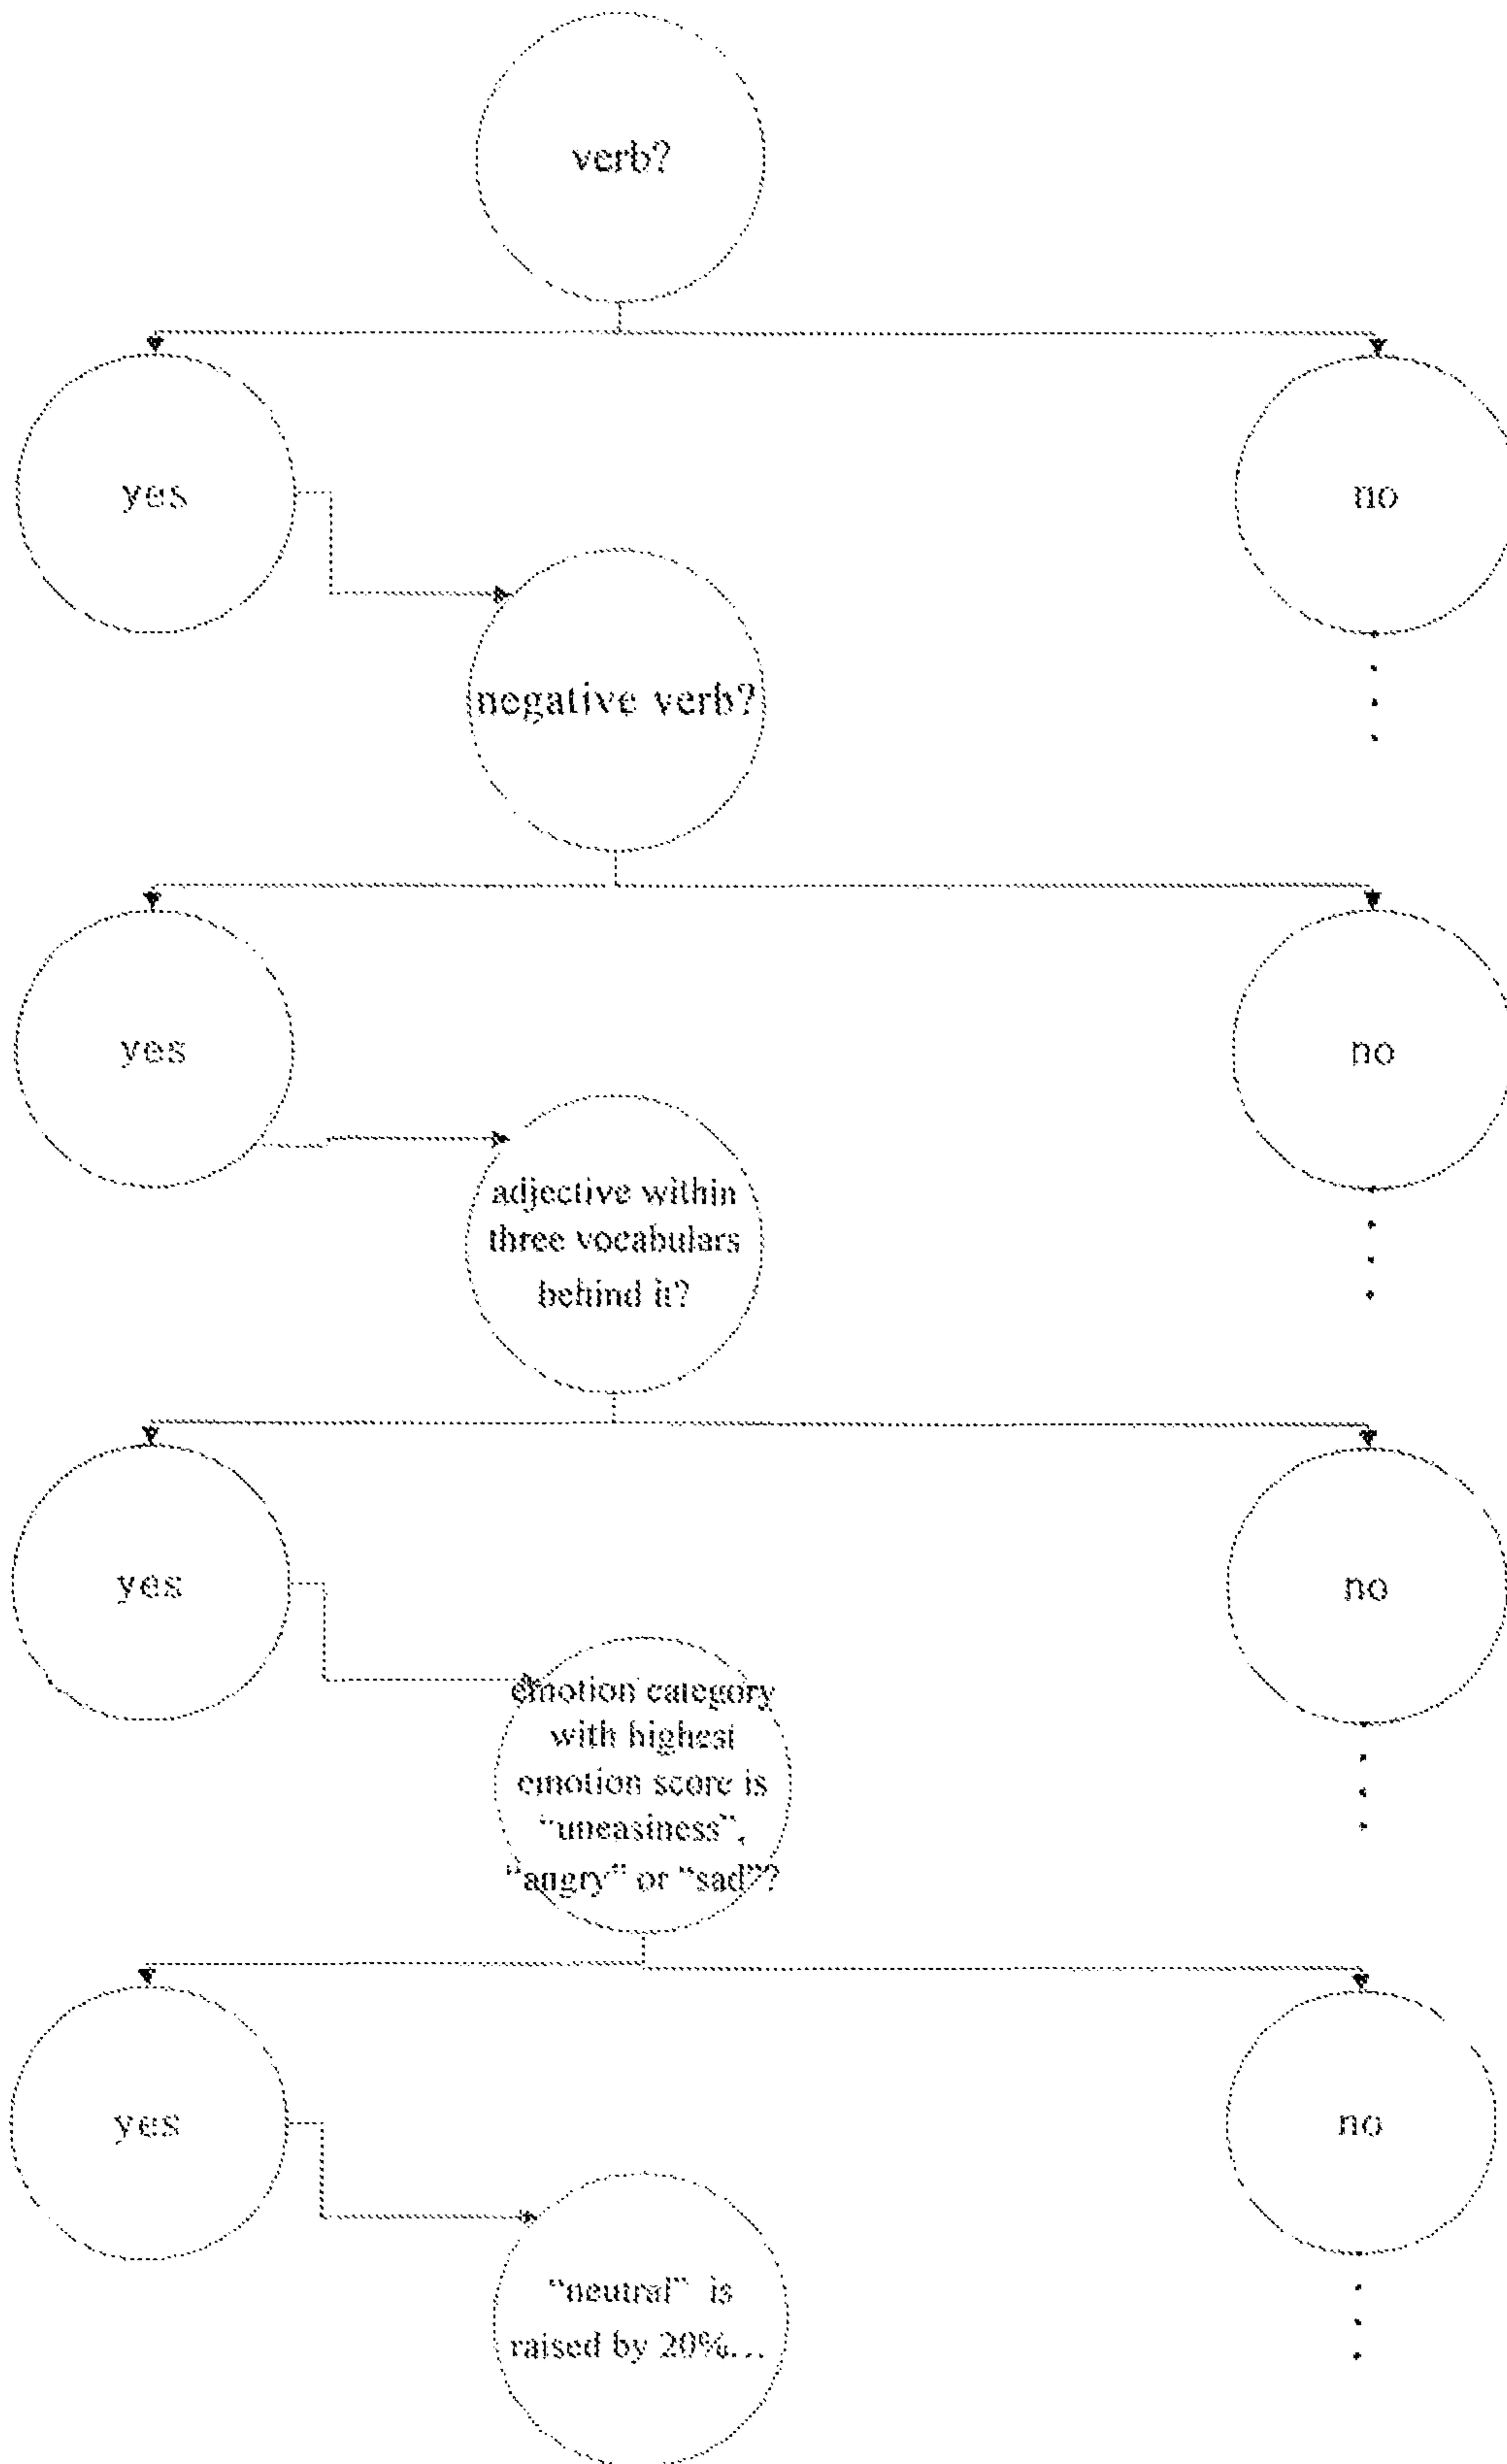 verb?
yes
no
negative verb?
yes
no
adjective within
three vocabulars
behind it?
yes
no
emotion category
with highest
emotion score is
“uneasiness”,
“angry” or “sad”?
yes
no
“neutral” is
raised by 20%...